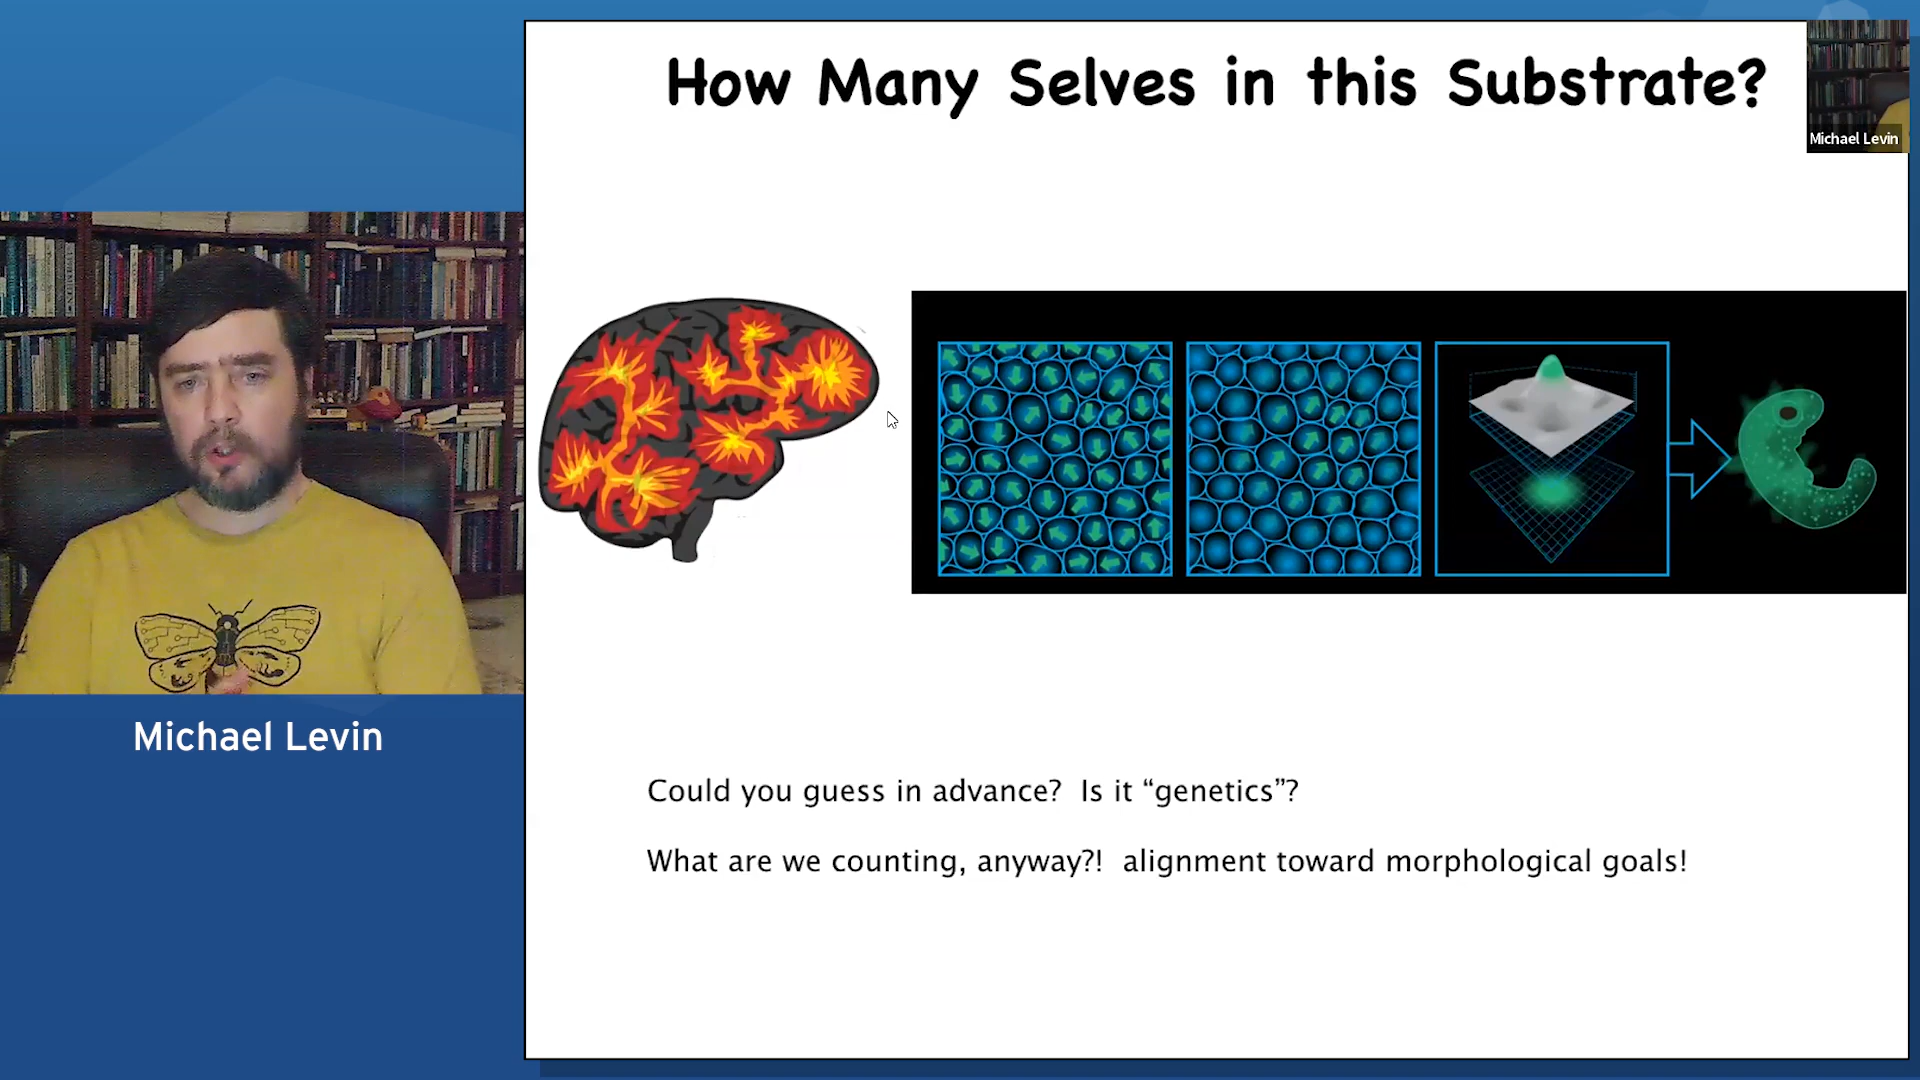 How Many Selves in this Substrate?
Michael Levin
Michael Levin
Could you guess in advance?  Is it “genetics”?
What are we counting, anyway?!  alignment toward morphological goals!